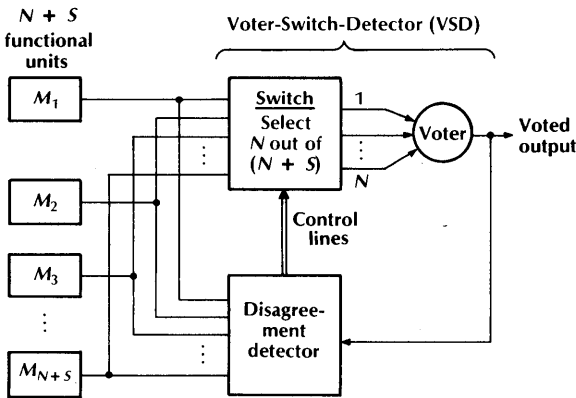 N + S
functional
units
Voter-Switch-Detector (VSD)
M1
M2
M3
⋮
MN+S
Switch
Select
N out of
(N + S)
⋮
1
⋮
N
Voter
Voted
output
Control
lines
Disagree-
ment
detector
⋮